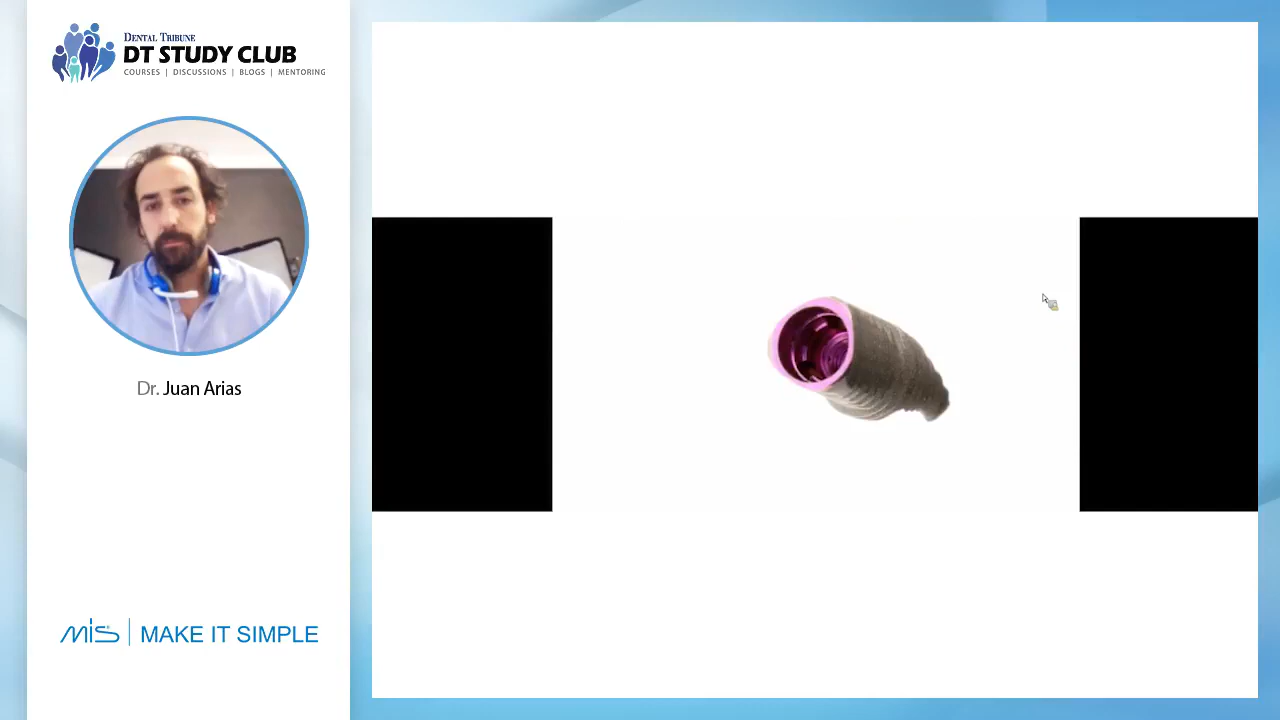 DENTAL TRIBUNE
DT STUDY CLUB
COURSES | DISCUSSIONS | BLOGS | MENTORING
Dr. Juan Arias
mis® | MAKE IT SIMPLE